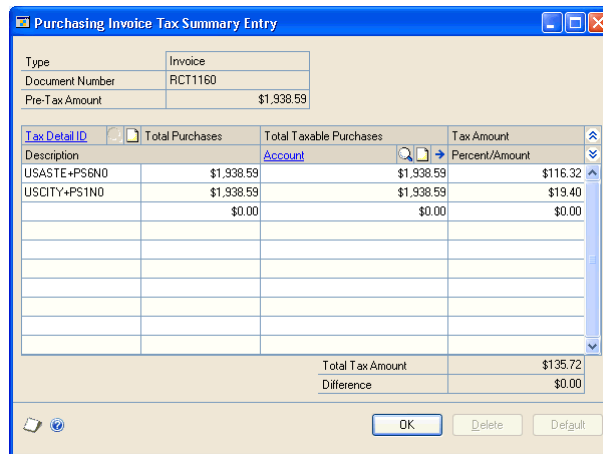 Purchasing Invoice Tax Summary Entry
Type Invoice
Document Number RCT1160
Pre-Tax Amount $1,938.59
Tax Detail ID Total Purchases Total Taxable Purchases Tax Amount
Description Account Percent/Amount
USASTE+PS6N0 $1,938.59 $1,938.59 $116.32
USCITY+PS1N0 $1,938.59 $1,938.59 $19.40
$0.00 $0.00 $0.00
Total Tax Amount $135.72
Difference $0.00
OK Delete Default